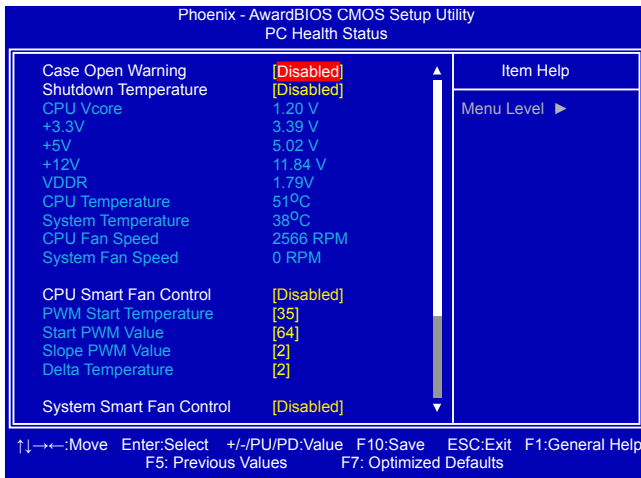 Phoenix - AwardBIOS CMOS Setup Utility
PC Health Status
Case Open Warning [Disabled]
Shutdown Temperature [Disabled]
CPU Vcore 1.20 V
+3.3V 3.39 V
+5V 5.02 V
+12V 11.84 V
VDDR 1.79V
CPU Temperature 51°C
System Temperature 38°C
CPU Fan Speed 2566 RPM
System Fan Speed 0 RPM
CPU Smart Fan Control [Disabled]
PWM Start Temperature [35]
Start PWM Value [64]
Slope PWM Value [2]
Delta Temperature [2]
System Smart Fan Control [Disabled]
Item Help
Menu Level ►
↑↓→←:Move Enter:Select +/-/PU/PD:Value F10:Save ESC:Exit F1:General Help
F5: Previous Values F7: Optimized Defaults